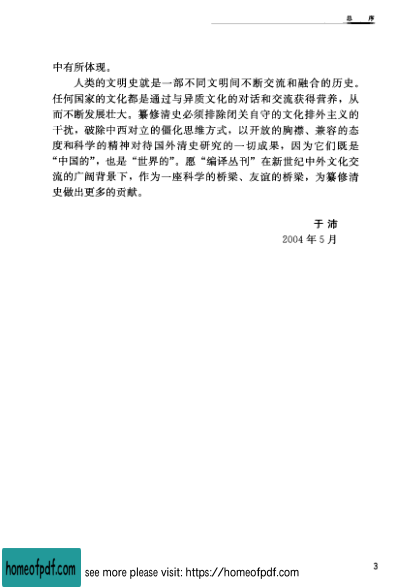 总 序
中有所体现。
人类的文明史就是一部不同文明间不断交流和融合的历史。
任何国家的文化都是通过与异质文化的对话和交流获得营养，从
而不断发展壮大。纂修清史必须排除闭关自守的文化排外主义的
干扰，破除中西对立的僵化思维方式，以开放的胸襟、兼容的态
度和科学的精神对待国外清史研究的一切成果，因为它们既是
“中国的”，也是“世界的”。愿“编译丛刊”在新世纪中外文化交
流的广阔背景下，作为一座科学的桥梁、友谊的桥梁，为纂修清
史做出更多的贡献。
于沛
2004 年 5 月
3
homeofpdf.com
see more please visit: https://homeofpdf.com